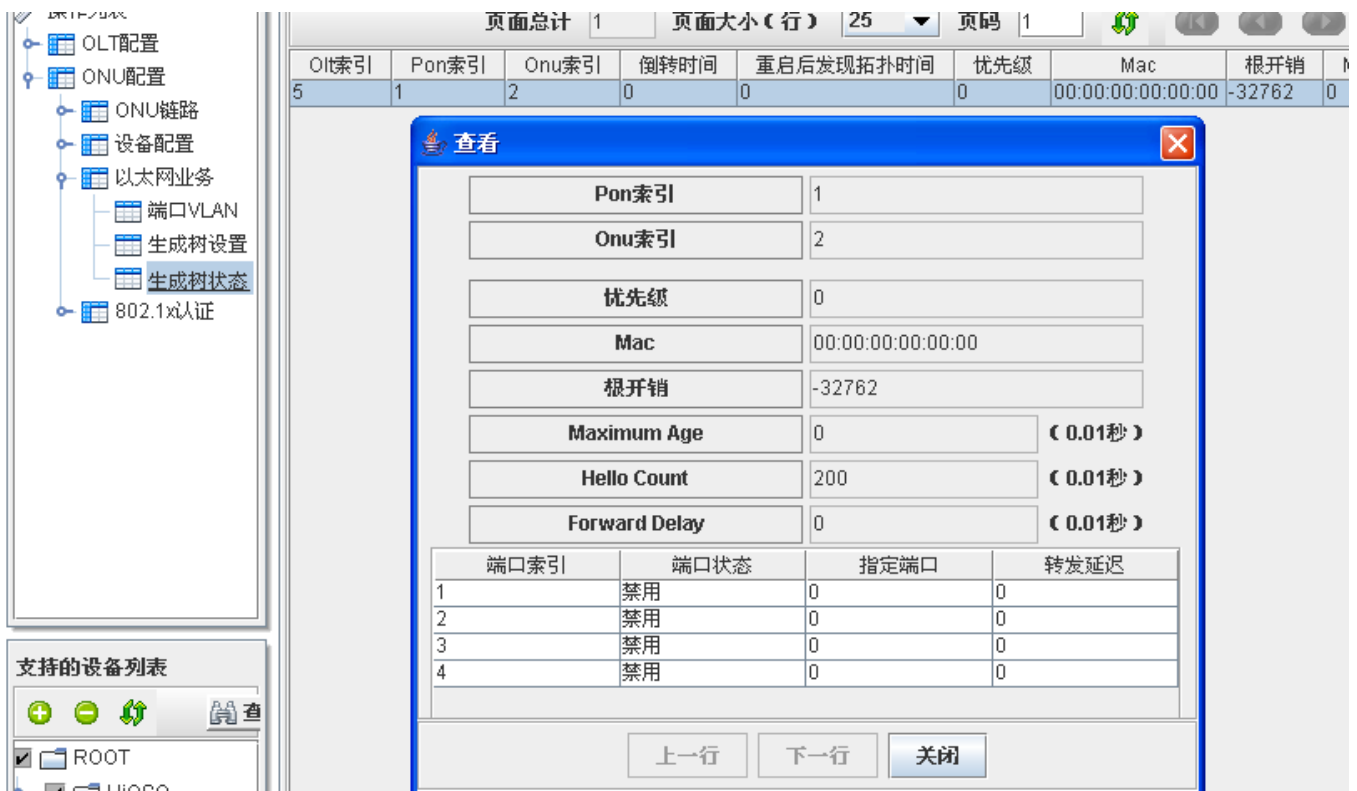 操作列表
OLT配置
ONU配置
ONU链路
设备配置
以太网业务
端口VLAN
生成树设置
生成树状态
802.1x认证
支持的设备列表
查
ROOT
页面总计 1 页面大小(行) 25 页码 1
Olt索引 Pon索引 Onu索引 倒转时间 重启后发现拓扑时间 优先级 Mac 根开销
5 1 2 0 0 0 00:00:00:00:00:00 -32762 0
查看
Pon索引 1
Onu索引 2
优先级 0
Mac 00:00:00:00:00:00
根开销 -32762
Maximum Age 0 (0.01秒)
Hello Count 200 (0.01秒)
Forward Delay 0 (0.01秒)
端口索引 端口状态 指定端口 转发延迟
1 禁用 0 0
2 禁用 0 0
3 禁用 0 0
4 禁用 0 0
上一行 下一行 关闭